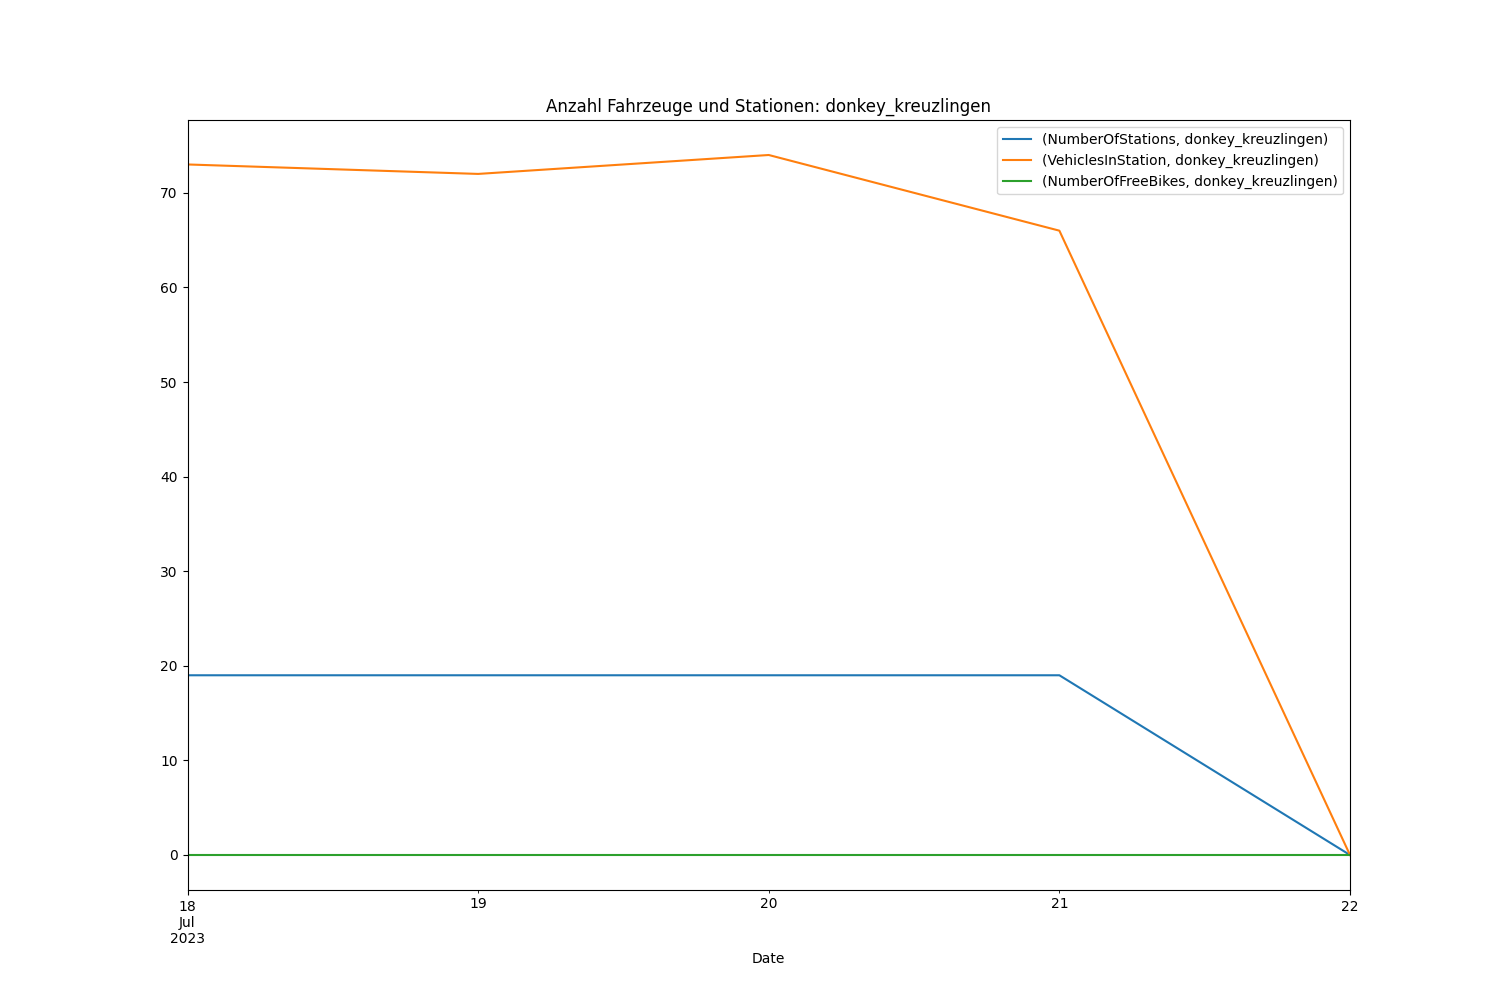 Anzahl Fahrzeuge und Stationen: donkey_kreuzlingen
(NumberOfStations, donkey_kreuzlingen)
(VehiclesInStation, donkey_kreuzlingen)
(NumberOfFreeBikes, donkey_kreuzlingen)
70
60
50
40
30
20
10
0
18 19 20 21 22
Jul
2023
Date